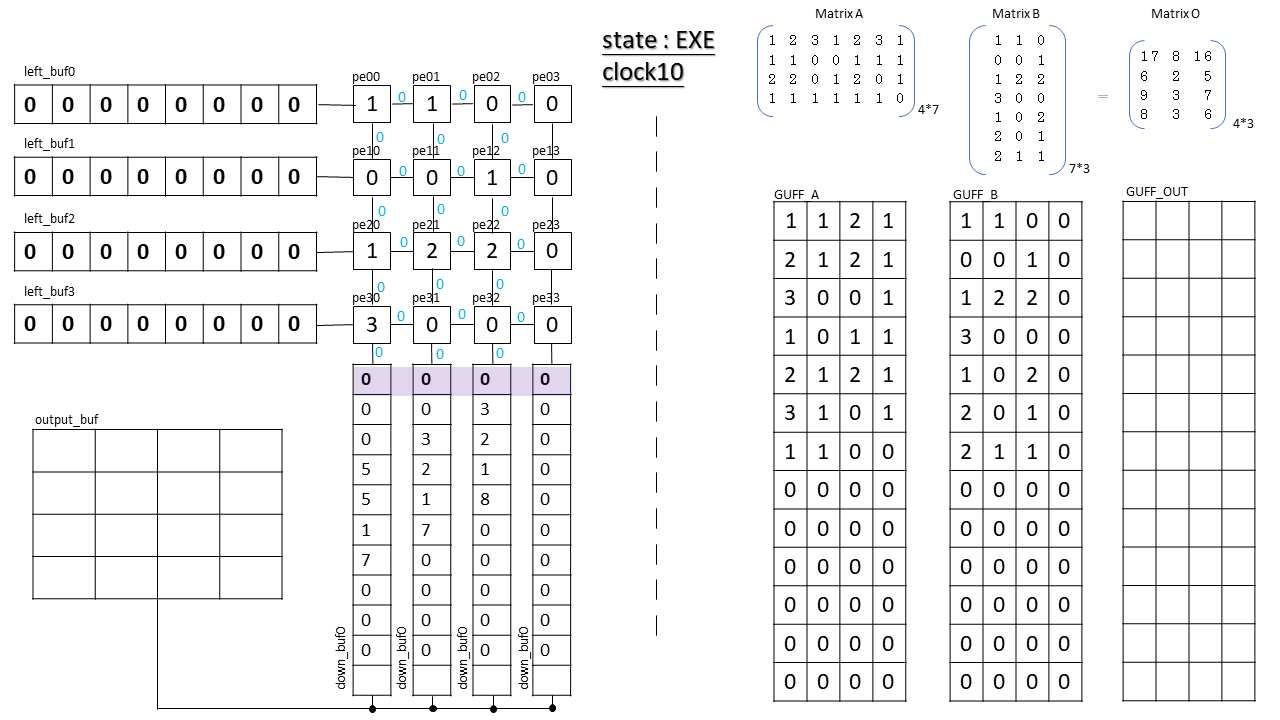 state : EXE
clock10
left_buf0
0 0 0 0 0 0 0 0
left_buf1
0 0 0 0 0 0 0 0
left_buf2
0 0 0 0 0 0 0 0
left_buf3
0 0 0 0 0 0 0 0
pe00 pe01 pe02 pe03
1 0 1 0 0 0 0
0 0 0
pe10 pe11 pe12 pe13
0 0 0 0 1 0 0
0 0 0
pe20 pe21 pe22 pe23
1 0 2 0 2 0 0
0 0 0
pe30 pe31 pe32 pe33
3 0 0 0 0 0 0
0 0 0
0 0 0 0
0 0 3 0
0 3 2 0
5 2 1 0
5 1 8 0
1 7 0 0
7 0 0 0
0 0 0 0
0 0 0 0
0 0 0 0
down_buf0 down_buf0 down_buf0 down_buf0
output_buf
Matrix A
1 2 3 1 2 3 1
1 1 0 0 1 1 1
2 2 0 1 2 0 1
1 1 1 1 1 1 0
4*7
Matrix B
1 1 0
0 0 1
1 2 2
3 0 0
1 0 2
2 0 1
2 1 1
7*3
=
Matrix O
17 8 16
6 2 5
9 3 7
8 3 6
4*3
GUFF_A
1 1 2 1
2 1 2 1
3 0 0 1
1 0 1 1
2 1 2 1
3 1 0 1
1 1 0 0
0 0 0 0
0 0 0 0
0 0 0 0
0 0 0 0
0 0 0 0
0 0 0 0
GUFF_B
1 1 0 0
0 0 1 0
1 2 2 0
3 0 0 0
1 0 2 0
2 0 1 0
2 1 1 0
0 0 0 0
0 0 0 0
0 0 0 0
0 0 0 0
0 0 0 0
0 0 0 0
GUFF_OUT